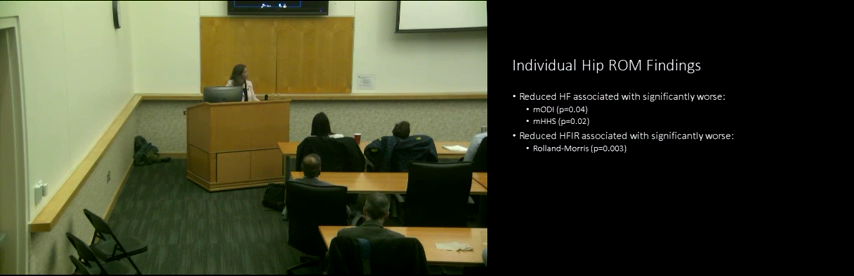 Individual Hip ROM Findings
• Reduced HF associated with significantly worse:
• mODI (p=0.04)
• mHHS (p=0.02)
• Reduced HFIR associated with significantly worse:
• Rolland-Morris (p=0.003)